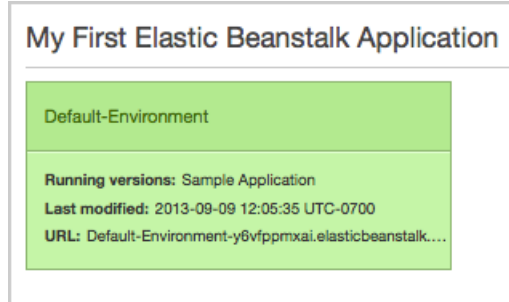 My First Elastic Beanstalk Application
Default-Environment
Running versions: Sample Application
Last modified: 2013-09-09 12:05:35 UTC-0700
URL: Default-Environment-y6vfppmxai.elasticbeanstalk....